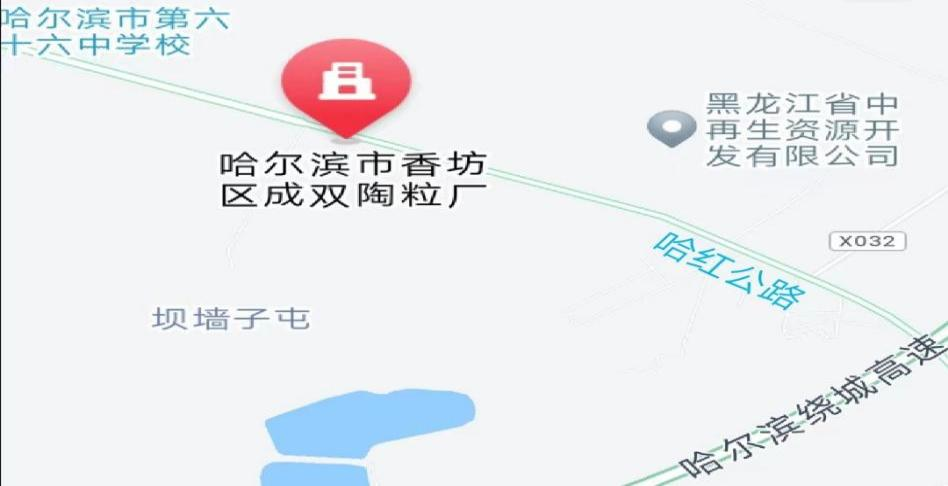 哈尔滨市第六
十六中学校
黑龙江省中
再生资源开
发有限公司
哈尔滨市香坊
区成双陶粒厂
X032
哈红公路
坝墙子屯
哈尔滨绕城高速